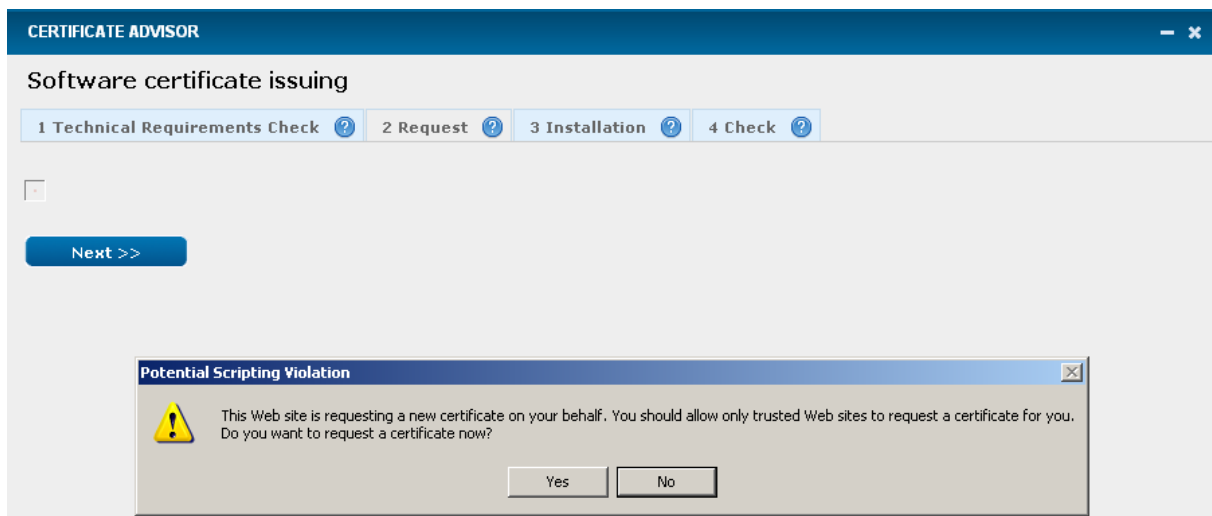 CERTIFICATE ADVISOR
Software certificate issuing
1 Technical Requirements Check ? 2 Request ? 3 Installation ? 4 Check ?
Next >>
Potential Scripting Violation
This Web site is requesting a new certificate on your behalf. You should allow only trusted Web sites to request a certificate for you.
Do you want to request a certificate now?
Yes No